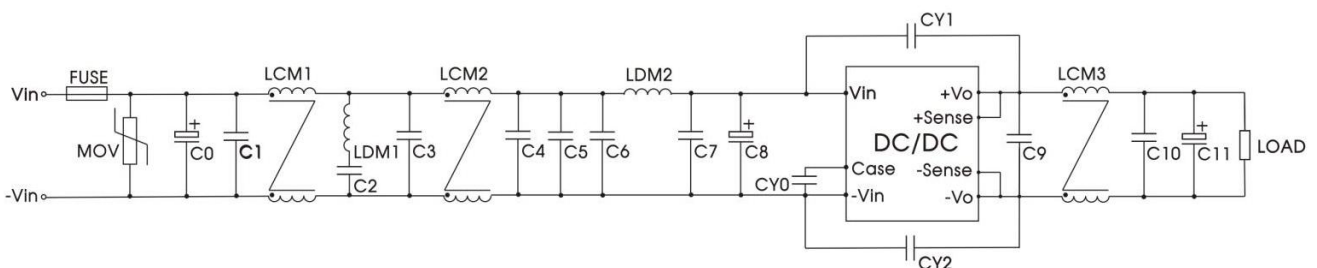 CY1
FUSE
LCM1
LCM2
LDM2
LCM3
Vin
Vin
+Vo
+Sense
MOV
+
C0
C1
LDM1
C2
C3
C4
C5
C6
C7
+
C8
DC/DC
C9
C10
+
C11
LOAD
CY0
Case
-Sense
-Vin
-Vin
-Vo
CY2